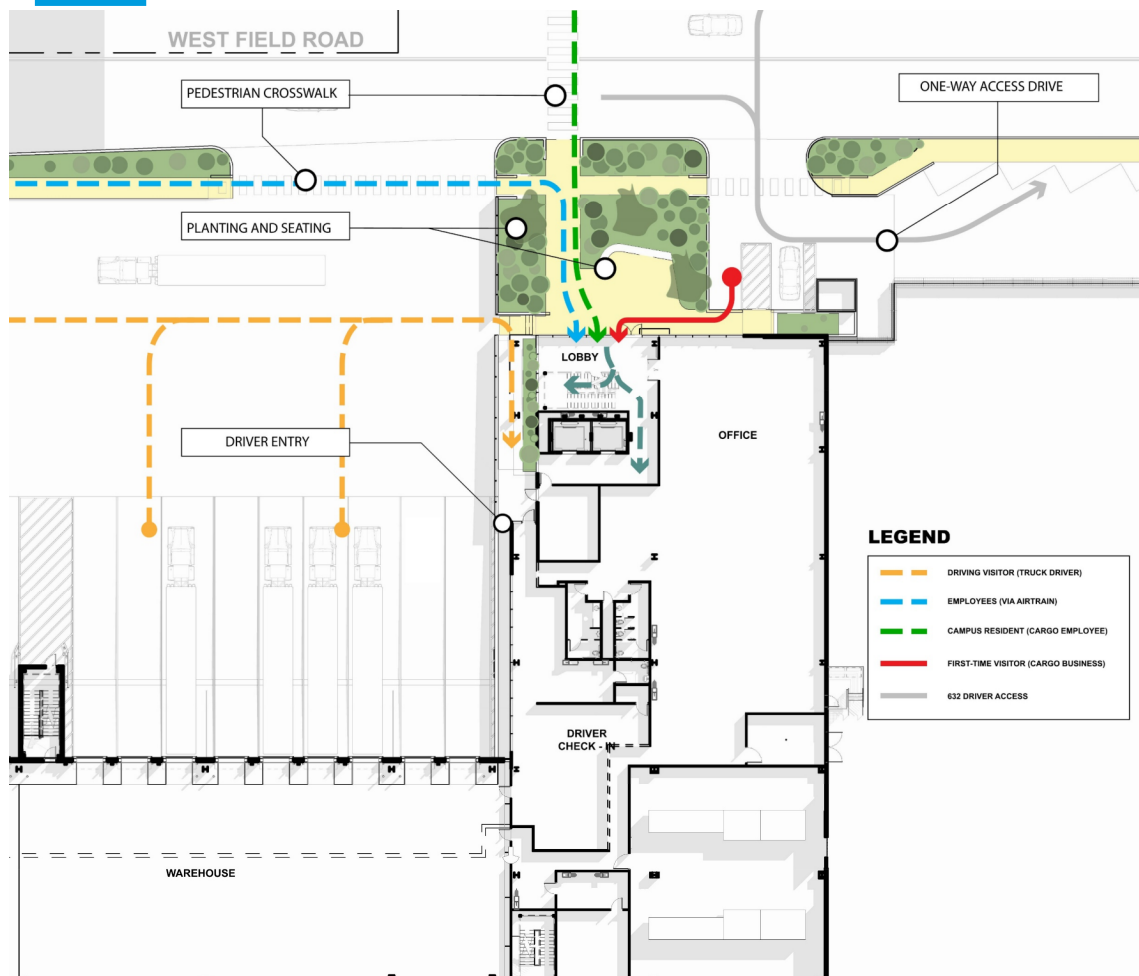 WEST FIELD ROAD
PEDESTRIAN CROSSWALK
ONE-WAY ACCESS DRIVE
PLANTING AND SEATING
LOBBY
DRIVER ENTRY
OFFICE
LEGEND
DRIVING VISITOR (TRUCK DRIVER)
EMPLOYEES (VIA AIRTRAIN)
CAMPUS RESIDENT (CARGO EMPLOYEE)
FIRST-TIME VISITOR (CARGO BUSINESS)
632 DRIVER ACCESS
DRIVER
CHECK - IN
WAREHOUSE